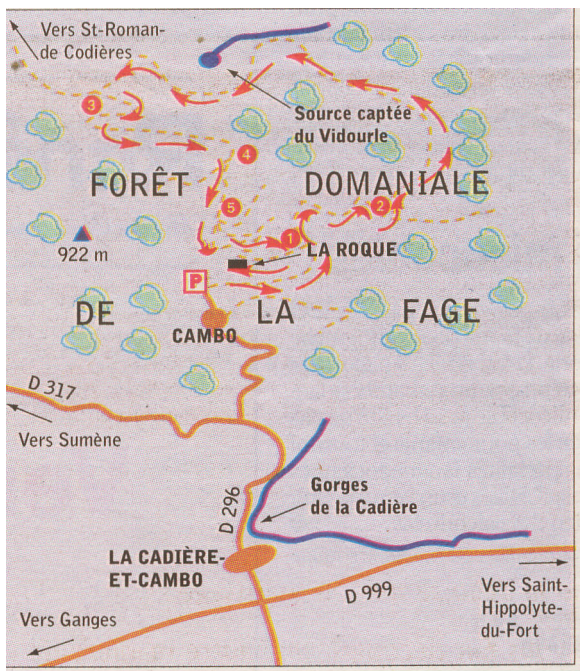 Vers St-Roman-
de Codières
Source captée
du Vidourle
3
4
FORÊT
DOMANIALE
5
2
1
922 m
LA ROQUE
P
DE
LA
FAGE
CAMBO
D 317
Vers Sumène
Gorges
de la Cadière
D 296
LA CADIÈRE-
ET-CAMBO
D 999
Vers Saint-
Hippolyte-
du-Fort
Vers Ganges